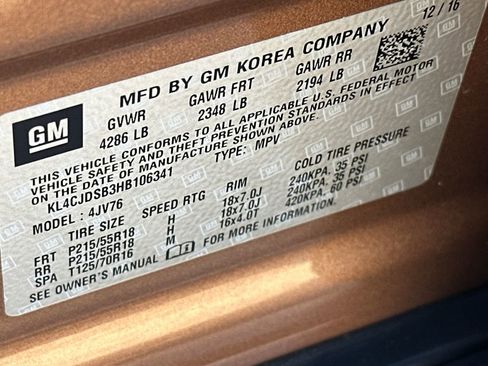 MFD BY GM KOREA COMPANY 12/16
GVWR GAWR FRT GAWR RR
4286 LB 2348 LB 2194 LB
GM
THIS VEHICLE CONFORMS TO ALL APPLICABLE U.S. FEDERAL MOTOR
VEHICLE SAFETY AND THEFT PREVENTION STANDARDS IN EFFECT
ON THE DATE OF MANUFACTURE SHOWN ABOVE.
KL4CJDSB3HB106341 TYPE: MPV
MODEL: 4JV76
TIRE SIZE SPEED RTG RIM COLD TIRE PRESSURE
FRT P215/55R18 H 18x7.0J 240KPA. 35 PSI
RR P215/55R18 H 18x7.0J 240KPA. 35 PSI
SPA T125/70R16 M 16x4.0T 420KPA. 60 PSI
SEE OWNER'S MANUAL FOR MORE INFORMATION.